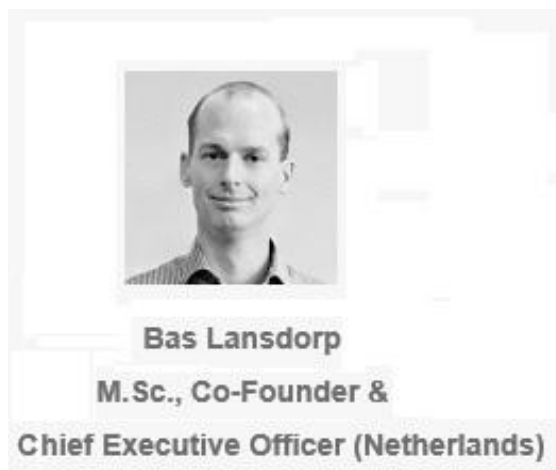 Bas Lansdorp
M.Sc., Co-Founder &
Chief Executive Officer (Netherlands)